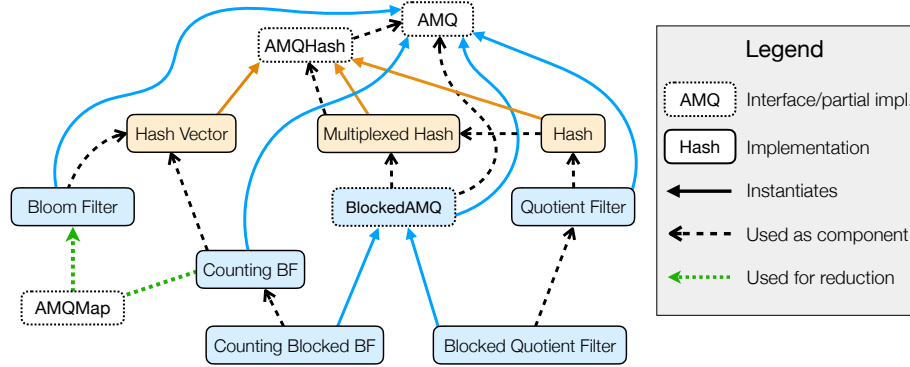 AMQ
AMQHash
Legend
AMQ Interface/partial impl.
Hash Vector
Multiplexed Hash
Hash
Hash Implementation
Instantiates
Bloom Filter
BlockedAMQ
Quotient Filter
Used as component
Counting BF
Used for reduction
AMQMap
Counting Blocked BF
Blocked Quotient Filter